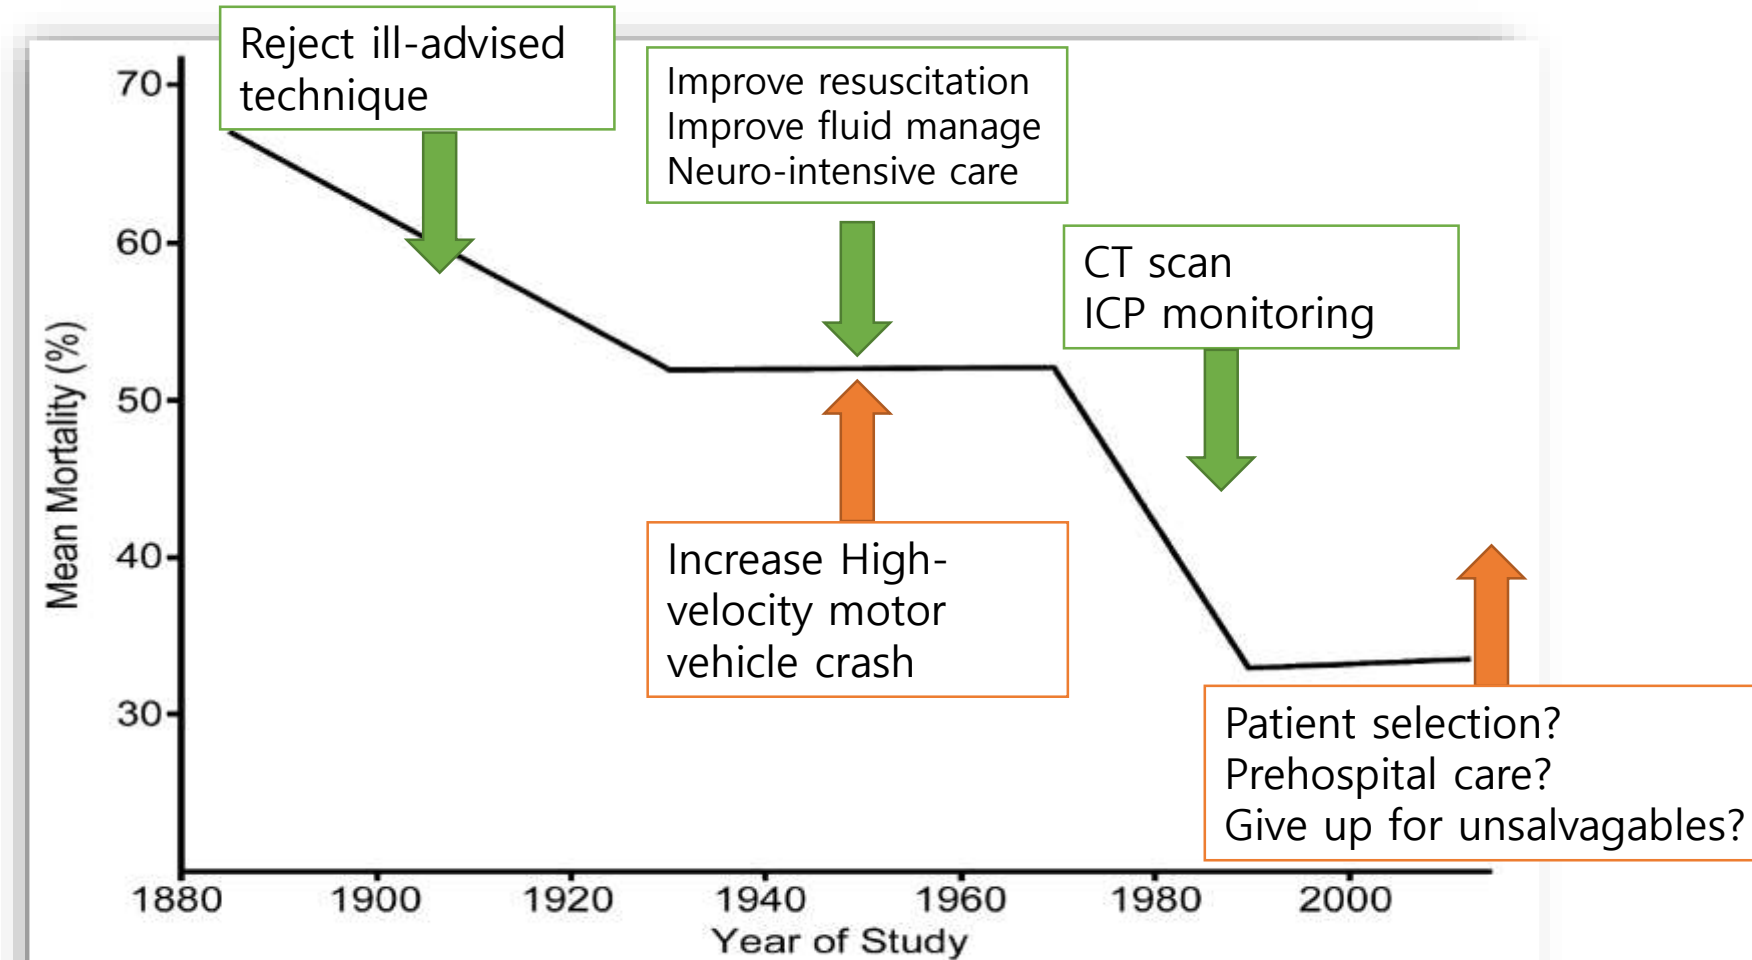 Reject ill-advised
technique
Improve resuscitation
Improve fluid manage
Neuro-intensive care
CT scan
ICP monitoring
Increase High-
velocity motor
vehicle crash
Patient selection?
Prehospital care?
Give up for unsalvagables?
Mean Mortality (%)
70
60
50
40
30
1880 1900 1920 1940 1960 1980 2000
Year of Study